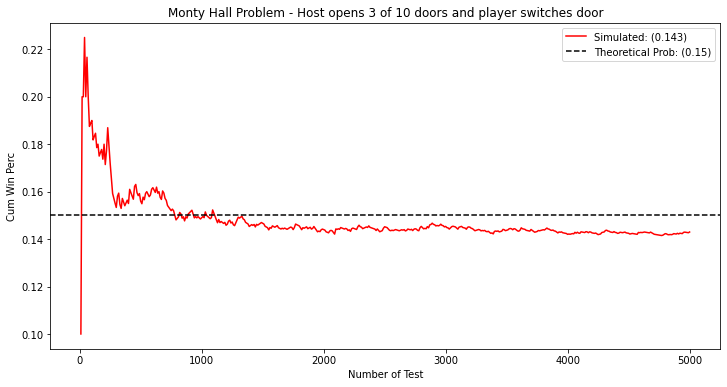 Monty Hall Problem - Host opens 3 of 10 doors and player switches door
Simulated: (0.143)
Theoretical Prob: (0.15)
Cum Win Perc
0.22
0.20
0.18
0.16
0.14
0.12
0.10
0
1000
2000
3000
4000
5000
Number of Test